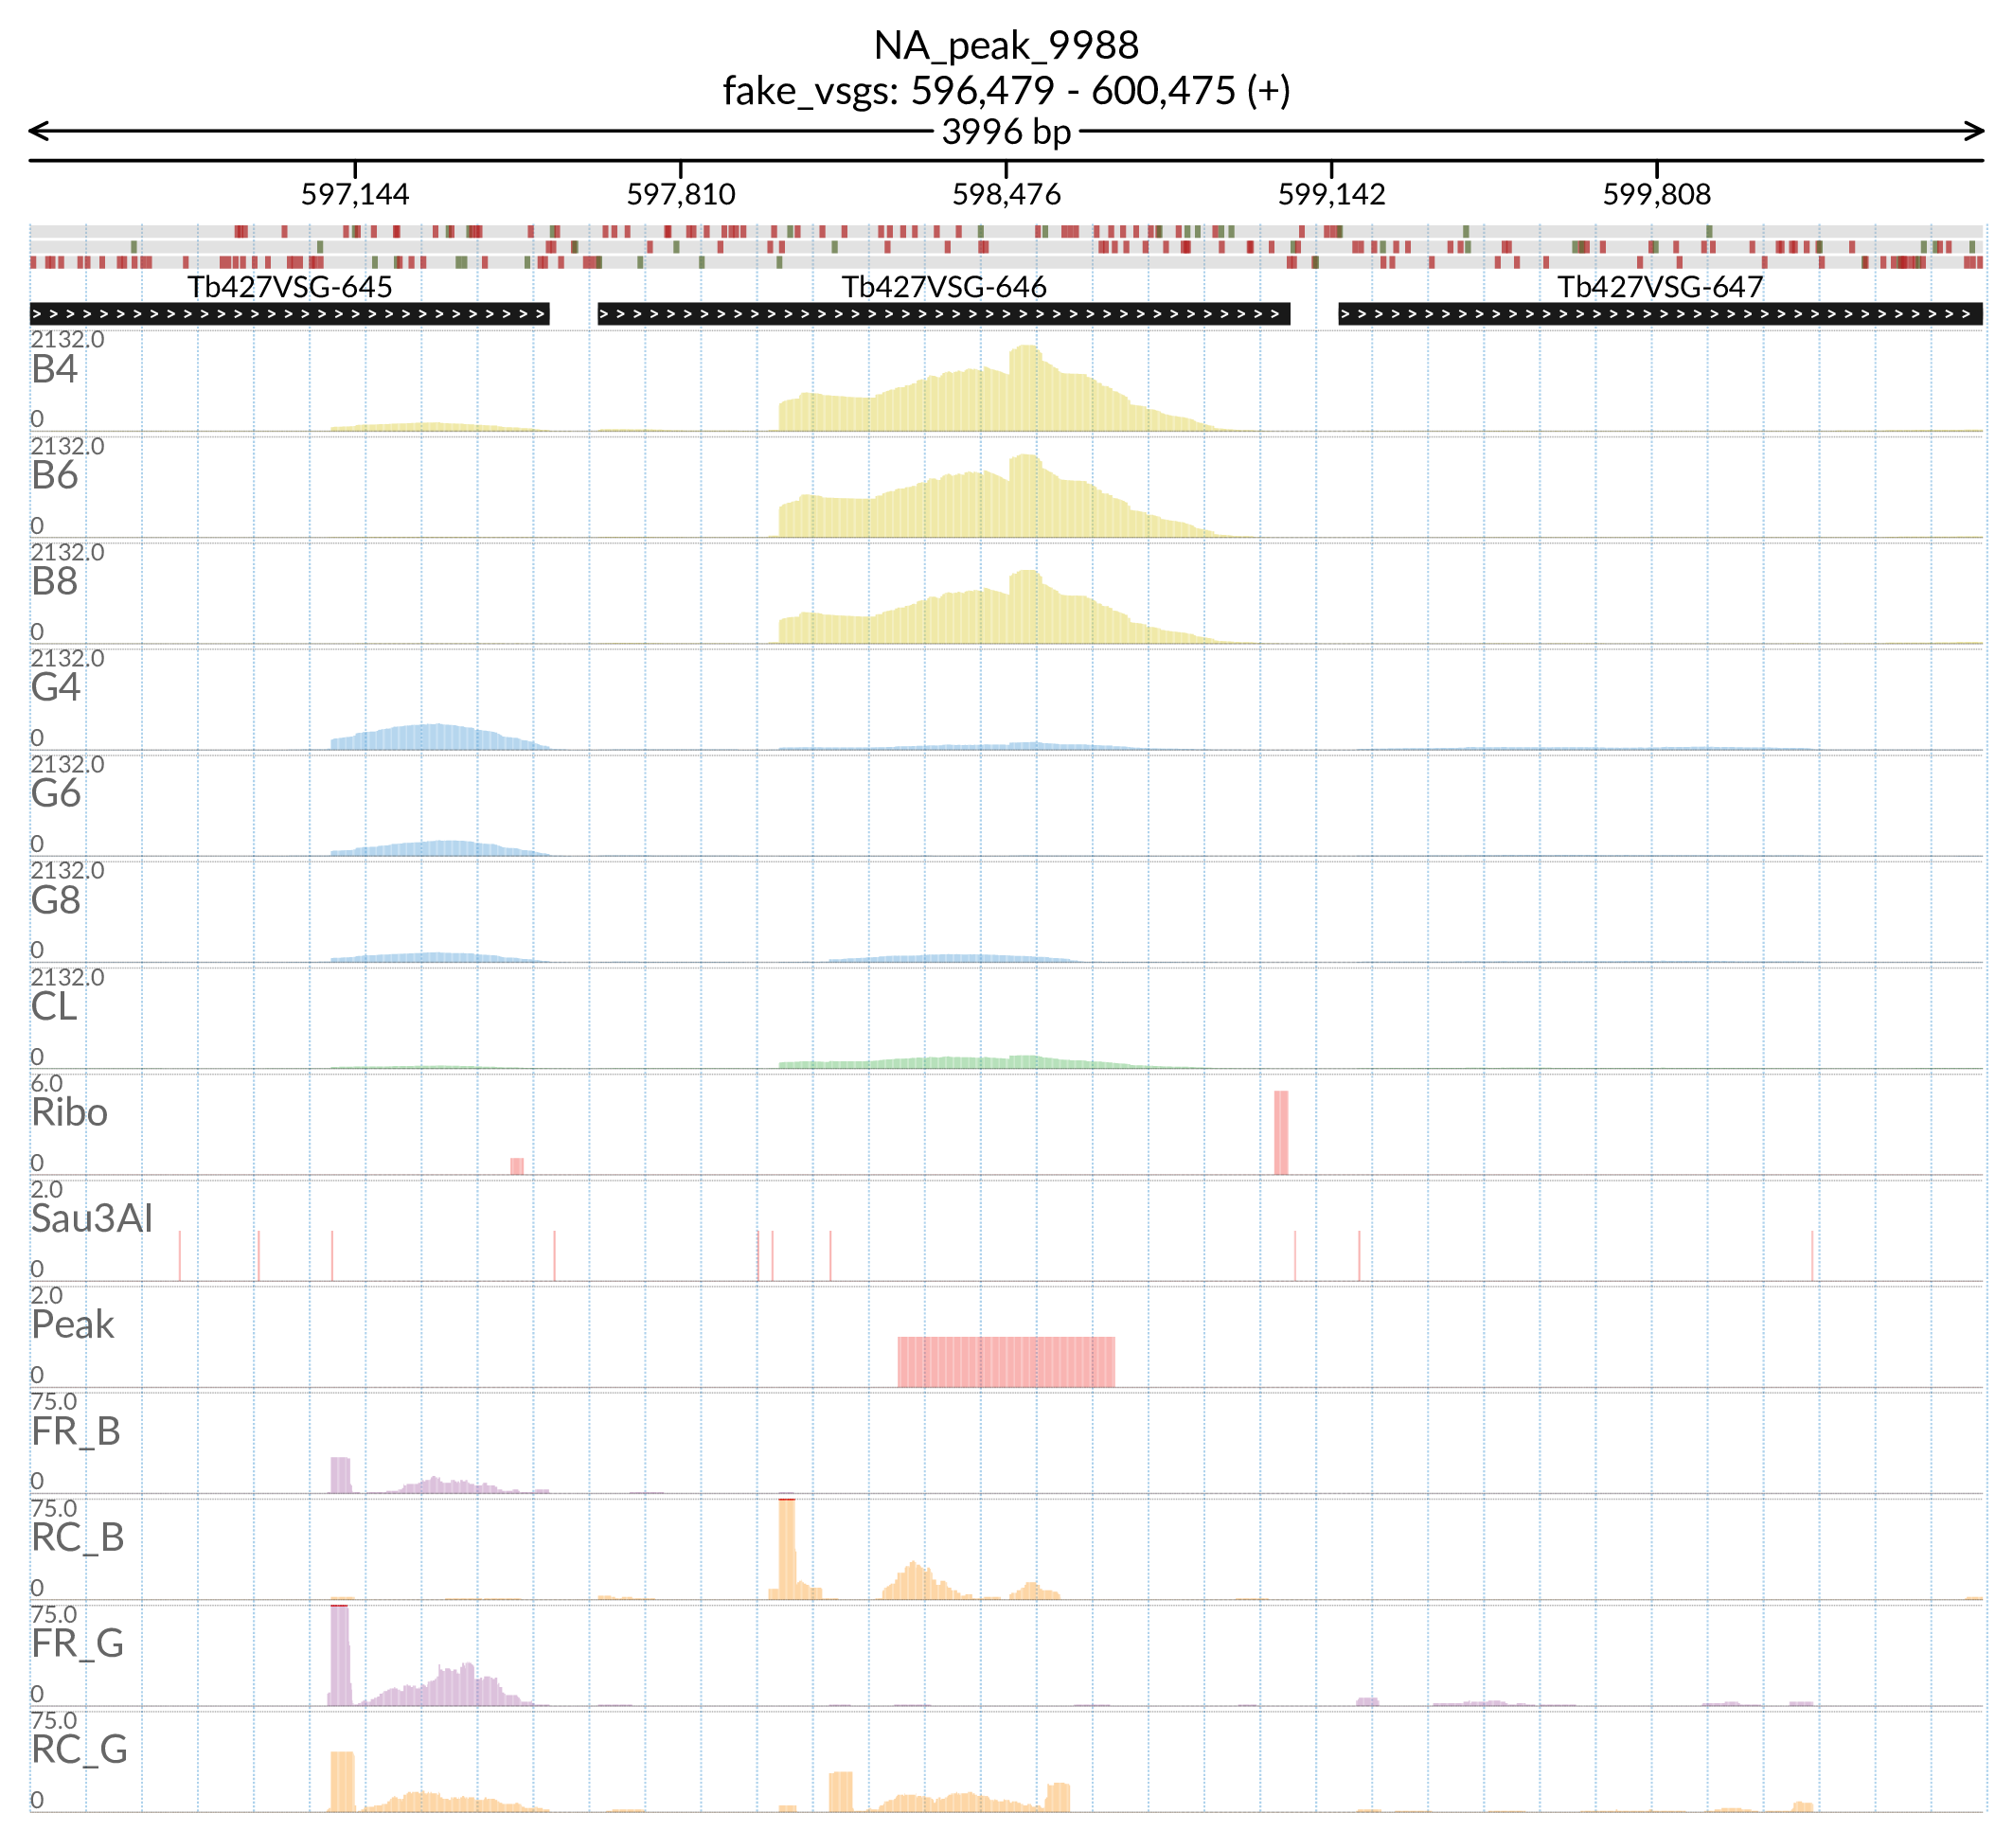 NA_peak_9988
fake_vsgs: 596,479 - 600,475 (+)
3996 bp
597,144 597,810 598,476 599,142 599,808
Tb427VSG-645 Tb427VSG-646 Tb427VSG-647
2132.0
B4
0
2132.0
B6
0
2132.0
B8
0
2132.0
G4
0
2132.0
G6
0
2132.0
G8
0
2132.0
CL
0
6.0
Ribo
0
2.0
Sau3AI
0
2.0
Peak
0
75.0
FR_B
0
75.0
RC_B
0
75.0
FR_G
0
75.0
RC_G
0